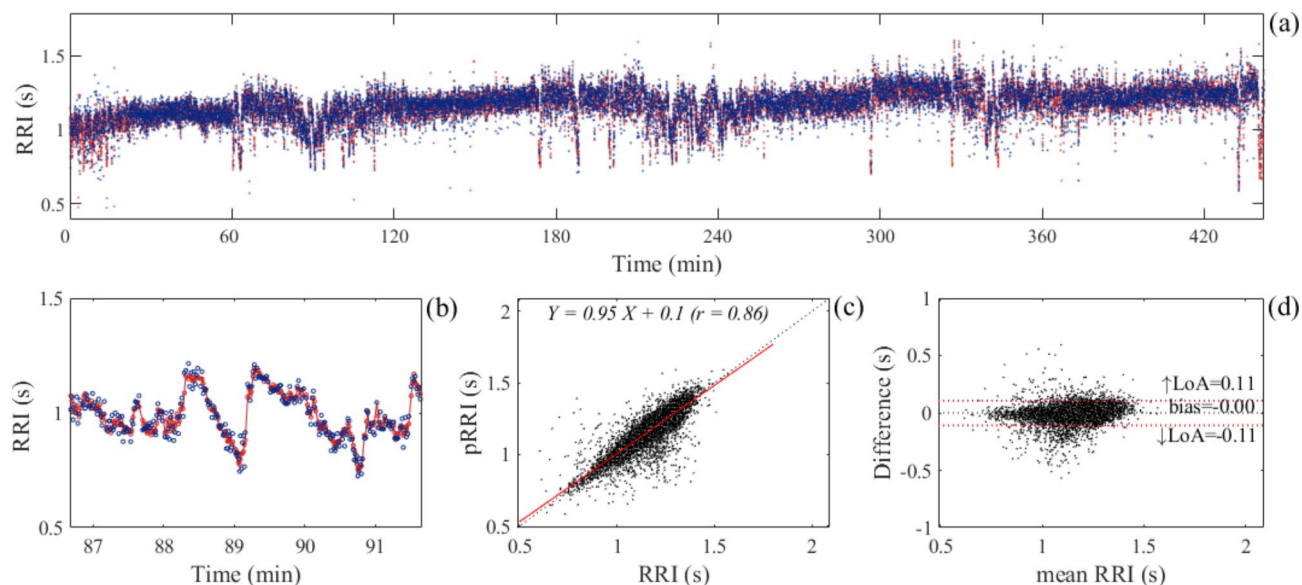 (a)
RRI (s)
1.5
1
0.5
0 60 120 180 240 300 360 420
Time (min)
(b)
RRI (s)
1.5
1
0.5
87 88 89 90 91
Time (min)
(c)
Y = 0.95 X + 0.1 (r = 0.86)
pRRI (s)
2
1.5
1
0.5
0.5 1 1.5 2
RRI (s)
(d)
Difference (s)
1
0.5
0
-0.5
-1
↑LoA=0.11
bias=-0.00
↓LoA=-0.11
0.5 1 1.5 2
mean RRI (s)